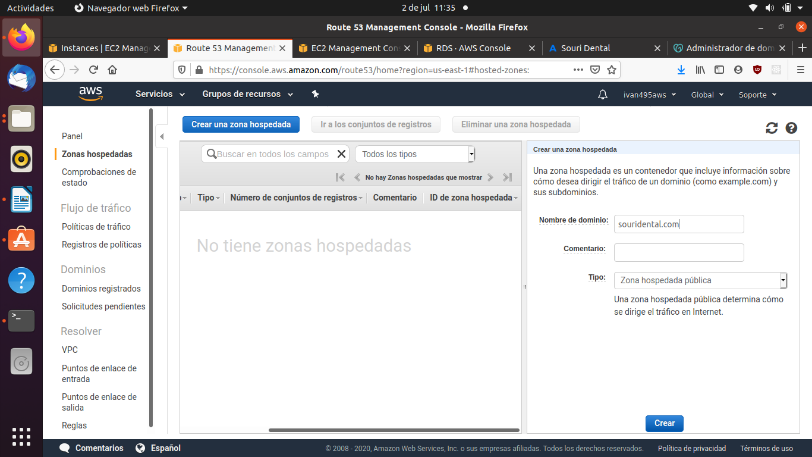 Actividades
Navegador web Firefox
2 de jul 11:35
Route 53 Management Console - Mozilla Firefox
Instances | EC2 Manag
Route 53 Management
EC2 Management Con
RDS · AWS Console
Souri Dental
Administrador de dom
https://console.aws.amazon.com/route53/home?region=us-east-1#hosted-zones:
aws
Servicios
Grupos de recursos
ivan495aws
Global
Soporte
Panel
Zonas hospedadas
Comprobaciones de
estado
Flujo de tráfico
Políticas de tráfico
Registros de políticas
Dominios
Dominios registrados
Solicitudes pendientes
Resolver
VPC
Puntos de enlace de
entrada
Puntos de enlace de
salida
Reglas
Crear una zona hospedada
Ir a los conjuntos de registros
Eliminar una zona hospedada
Buscar en todos los campos
Todos los tipos
No hay Zonas hospedadas que mostrar
Tipo
Número de conjuntos de registros
Comentario
ID de zona hospedada
No tiene zonas hospedadas
Crear una zona hospedada
Una zona hospedada es un contenedor que incluye información sobre
cómo desea dirigir el tráfico de un dominio (como example.com) y
sus subdominios.
Nombre de dominio:
souridental.com
Comentario:
Tipo:
Zona hospedada pública
Una zona hospedada pública determina cómo
se dirige el tráfico en Internet.
Crear
Comentarios
Español
© 2008 - 2020, Amazon Web Services, Inc. o sus empresas afiliadas. Todos los derechos reservados.
Política de privacidad
Términos de uso